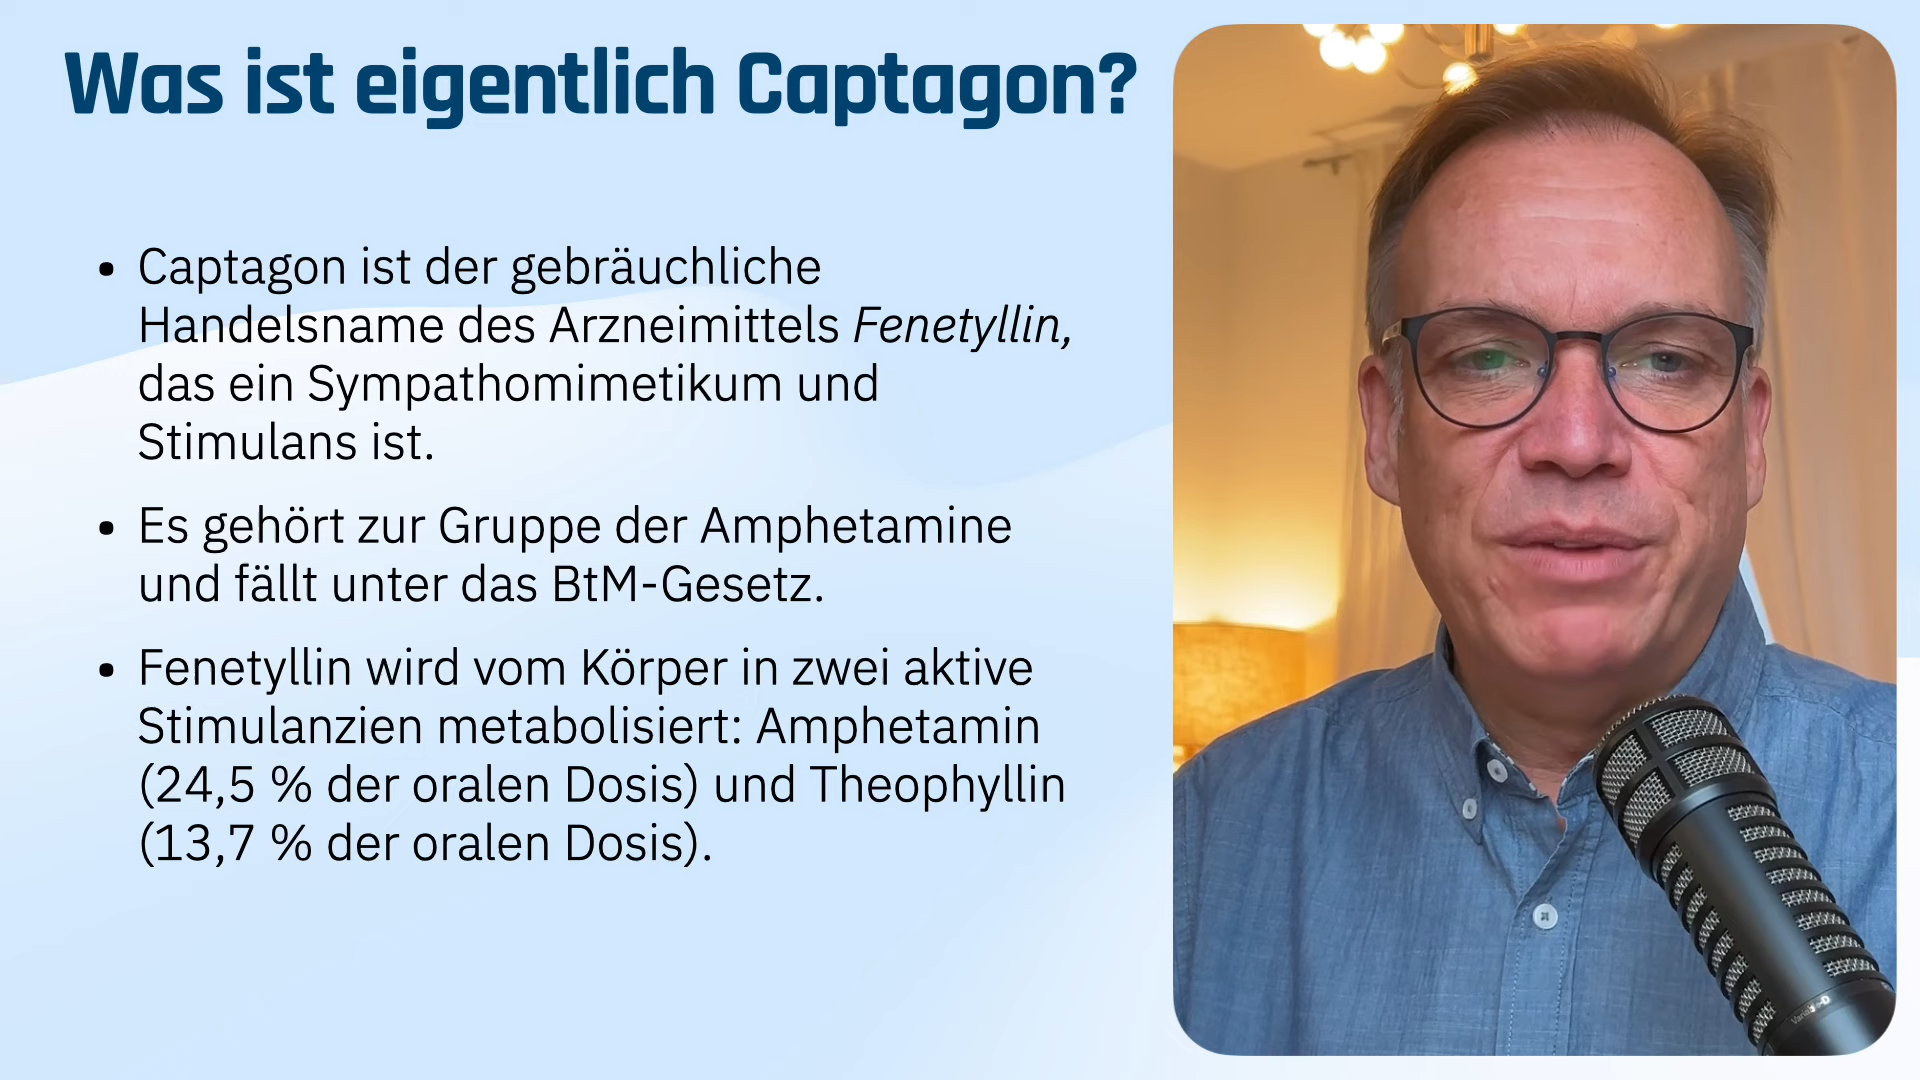 Was ist eigentlich Captagon?
• Captagon ist der gebräuchliche
Handelsname des Arzneimittels Fenetyllin,
das ein Sympathomimetikum und
Stimulans ist.
• Es gehört zur Gruppe der Amphetamine
und fällt unter das BtM-Gesetz.
• Fenetyllin wird vom Körper in zwei aktive
Stimulanzien metabolisiert: Amphetamin
(24,5 % der oralen Dosis) und Theophyllin
(13,7 % der oralen Dosis).